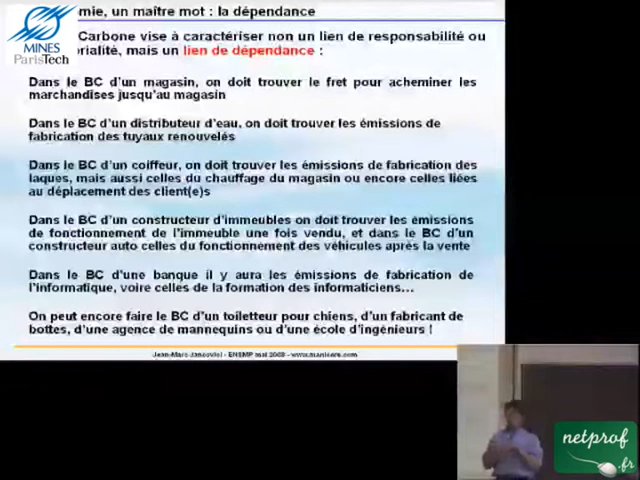 mie, un maître mot : la dépendance
Carbone vise à caractériser non un lien de responsabilité ou
rialité, mais un lien de dépendance :
MINES
ParisTech
Dans le BC d'un magasin, on doit trouver le fret pour acheminer les
marchandises jusqu'au magasin
Dans le BC d'un distributeur d'eau, on doit trouver les émissions de
fabrication des tuyaux renouvelés
Dans le BC d'un coiffeur, on doit trouver les émissions de fabrication des
laques, mais aussi celles du chauffage du magasin ou encore celles liées
au déplacement des client(e)s
Dans le BC d'un constructeur d'immeubles on doit trouver les émissions
de fonctionnement de l'immeuble une fois vendu, et dans le BC d'un
constructeur auto celles du fonctionnement des véhicules après la vente
Dans le BC d'une banque il y aura les émissions de fabrication de
l'informatique, voire celles de la formation des informaticiens...
On peut encore faire le BC d'un toiletteur pour chiens, d'un fabricant de
bottes, d'une agence de mannequins ou d'une école d'ingénieurs !
Jean-Marc Jancovici - ENSMP mai 2008 - www.manicore.com
netprof
.fr